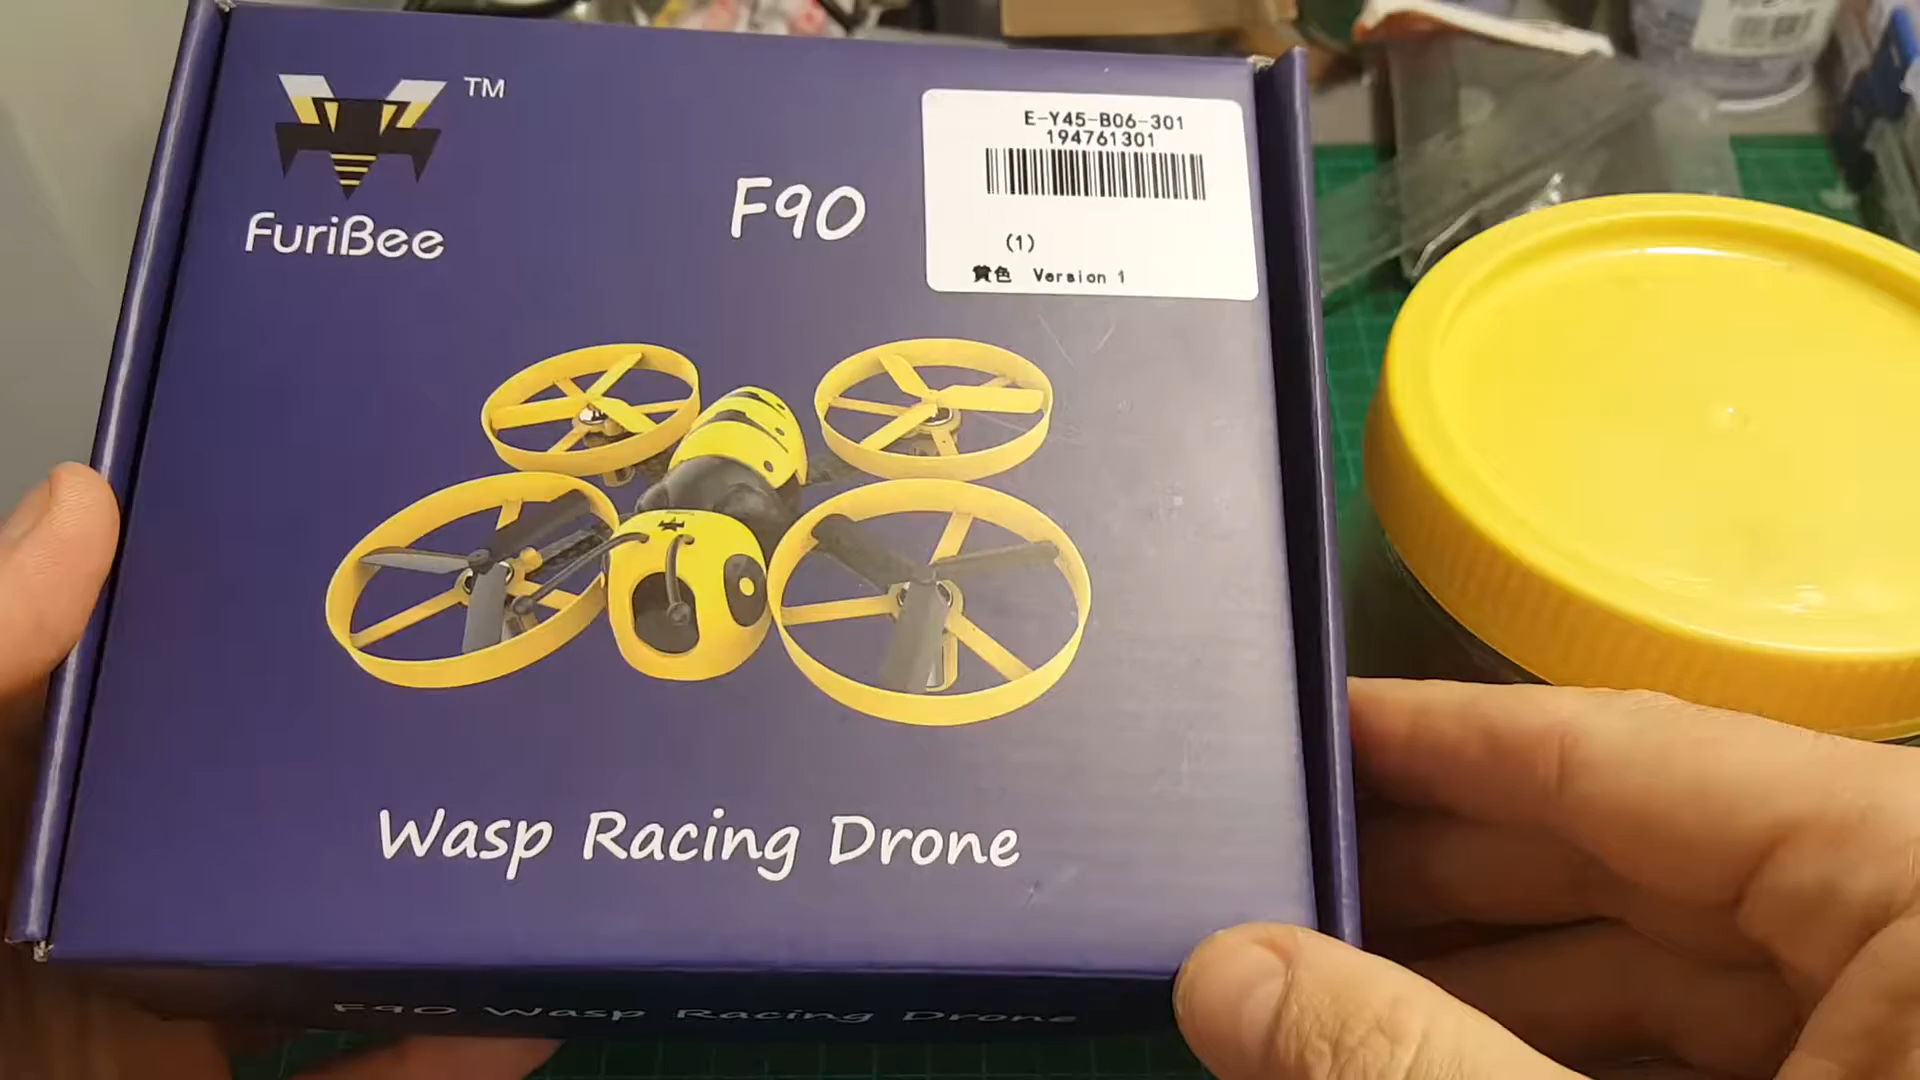 TM
FuriBee
F90
E-Y45-B06-301
194761301
(1)
黄色 Version 1
Wasp Racing Drone
F90 Wasp Racing Drone